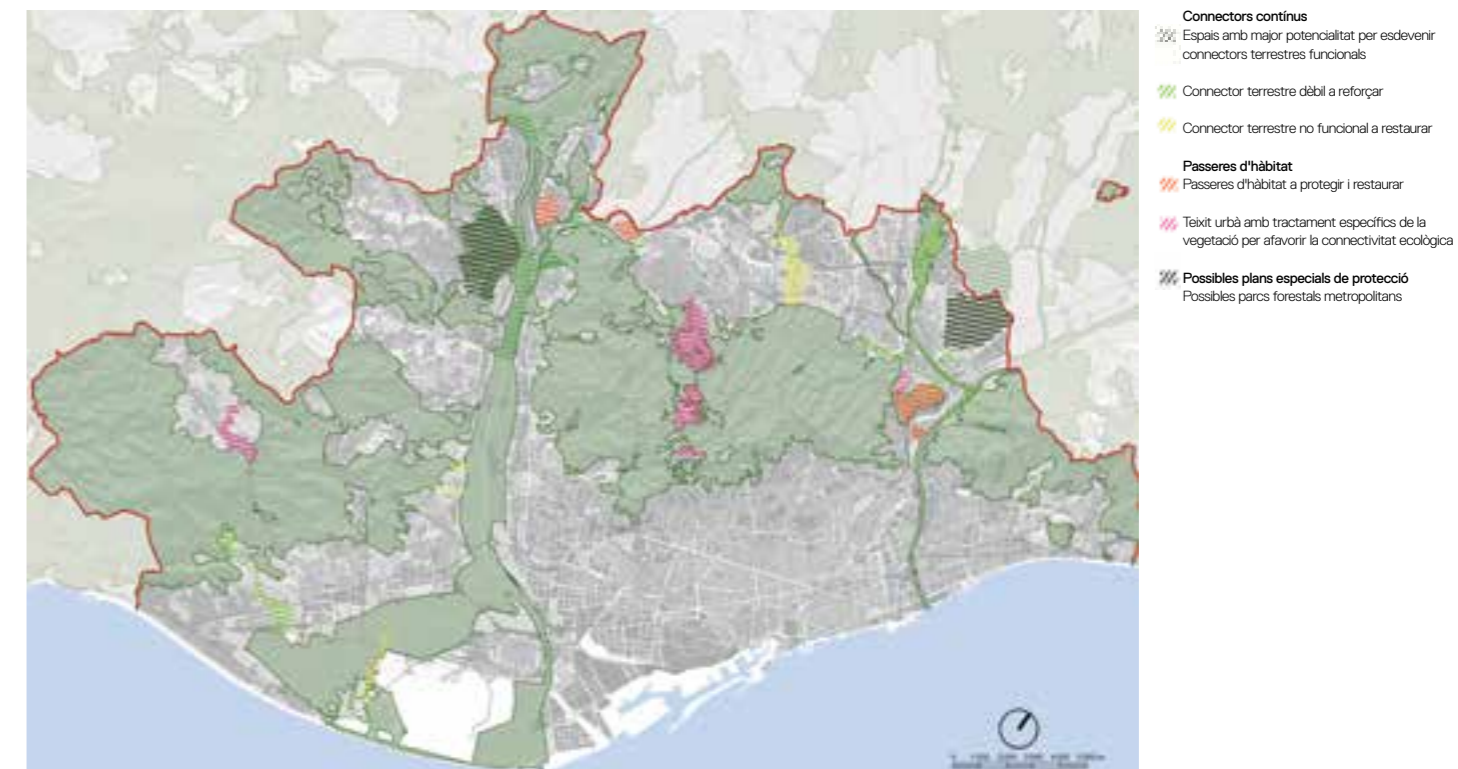 Connectors contínus
Espais amb major potencialitat per esdevenir
connectors terrestres funcionals
Connector terrestre dèbil a reforçar
Connector terrestre no funcional a restaurar
Passeres d'hàbitat
Passeres d'hàbitat a protegir i restaurar
Teixit urbà amb tractament específics de la
vegetació per afavorir la connectivitat ecològica
Possibles plans especials de protecció
Possibles parcs forestals metropolitans